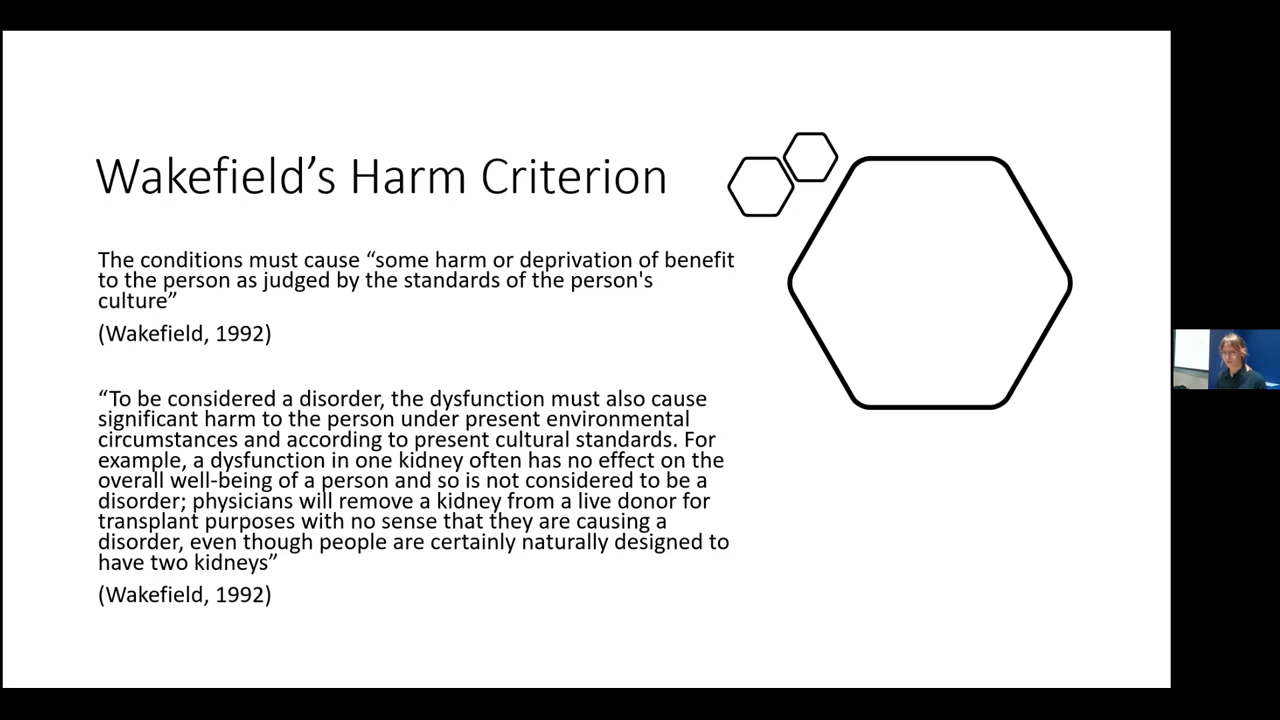 Wakefield’s Harm Criterion
The conditions must cause “some harm or deprivation of benefit
to the person as judged by the standards of the person's
culture”
(Wakefield, 1992)
“To be considered a disorder, the dysfunction must also cause
significant harm to the person under present environmental
circumstances and according to present cultural standards. For
example, a dysfunction in one kidney often has no effect on the
overall well-being of a person and so is not considered to be a
disorder; physicians will remove a kidney from a live donor for
transplant purposes with no sense that they are causing a
disorder, even though people are certainly naturally designed to
have two kidneys”
(Wakefield, 1992)